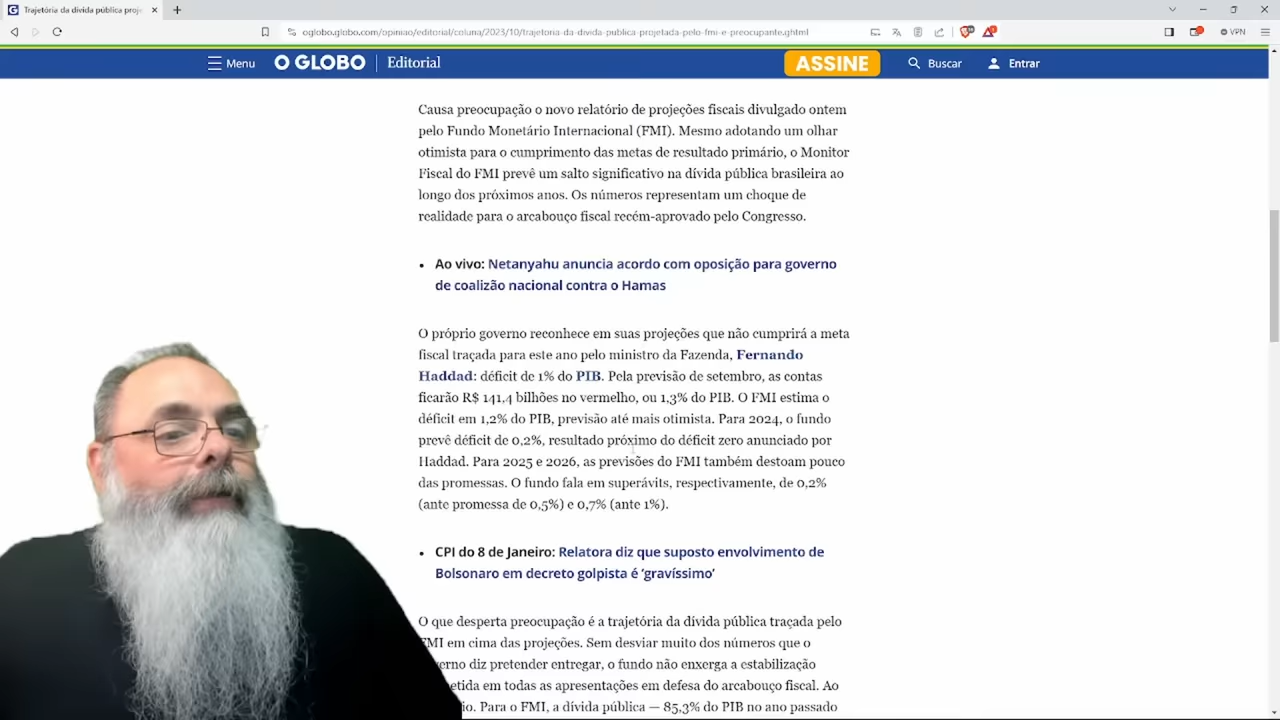 Trajetória da dívida pública proj
oglobo.globo.com/opiniao/editorial/coluna/2023/10/trajetoria-da-divida-publica-projetada-pelo-fmi-e-preocupante.ghtml
VPN
Menu
O GLOBO
Editorial
ASSINE
Buscar
Entrar
Causa preocupação o novo relatório de projeções fiscais divulgado ontem
pelo Fundo Monetário Internacional (FMI). Mesmo adotando um olhar
otimista para o cumprimento das metas de resultado primário, o Monitor
Fiscal do FMI prevê um salto significativo na dívida pública brasileira ao
longo dos próximos anos. Os números representam um choque de
realidade para o arcabouço fiscal recém-aprovado pelo Congresso.
• Ao vivo: Netanyahu anuncia acordo com oposição para governo
de coalizão nacional contra o Hamas
O próprio governo reconhece em suas projeções que não cumprirá a meta
fiscal traçada para este ano pelo ministro da Fazenda, Fernando
Haddad: déficit de 1% do PIB. Pela previsão de setembro, as contas
ficarão R$ 141,4 bilhões no vermelho, ou 1,3% do PIB. O FMI estima o
déficit em 1,2% do PIB, previsão até mais otimista. Para 2024, o fundo
prevê déficit de 0,2%, resultado próximo do déficit zero anunciado por
Haddad. Para 2025 e 2026, as previsões do FMI também destoam pouco
das promessas. O fundo fala em superávits, respectivamente, de 0,2%
(ante promessa de 0,5%) e 0,7% (ante 1%).
• CPI do 8 de Janeiro: Relatora diz que suposto envolvimento de
Bolsonaro em decreto golpista é ‘gravíssimo’
O que desperta preocupação é a trajetória da dívida pública traçada pelo
FMI em cima das projeções. Sem desviar muito dos números que o
erno diz pretender entregar, o fundo não enxerga a estabilização
etida em todas as apresentações em defesa do arcabouço fiscal. Ao
io. Para o FMI, a dívida pública — 85,3% do PIB no ano passado